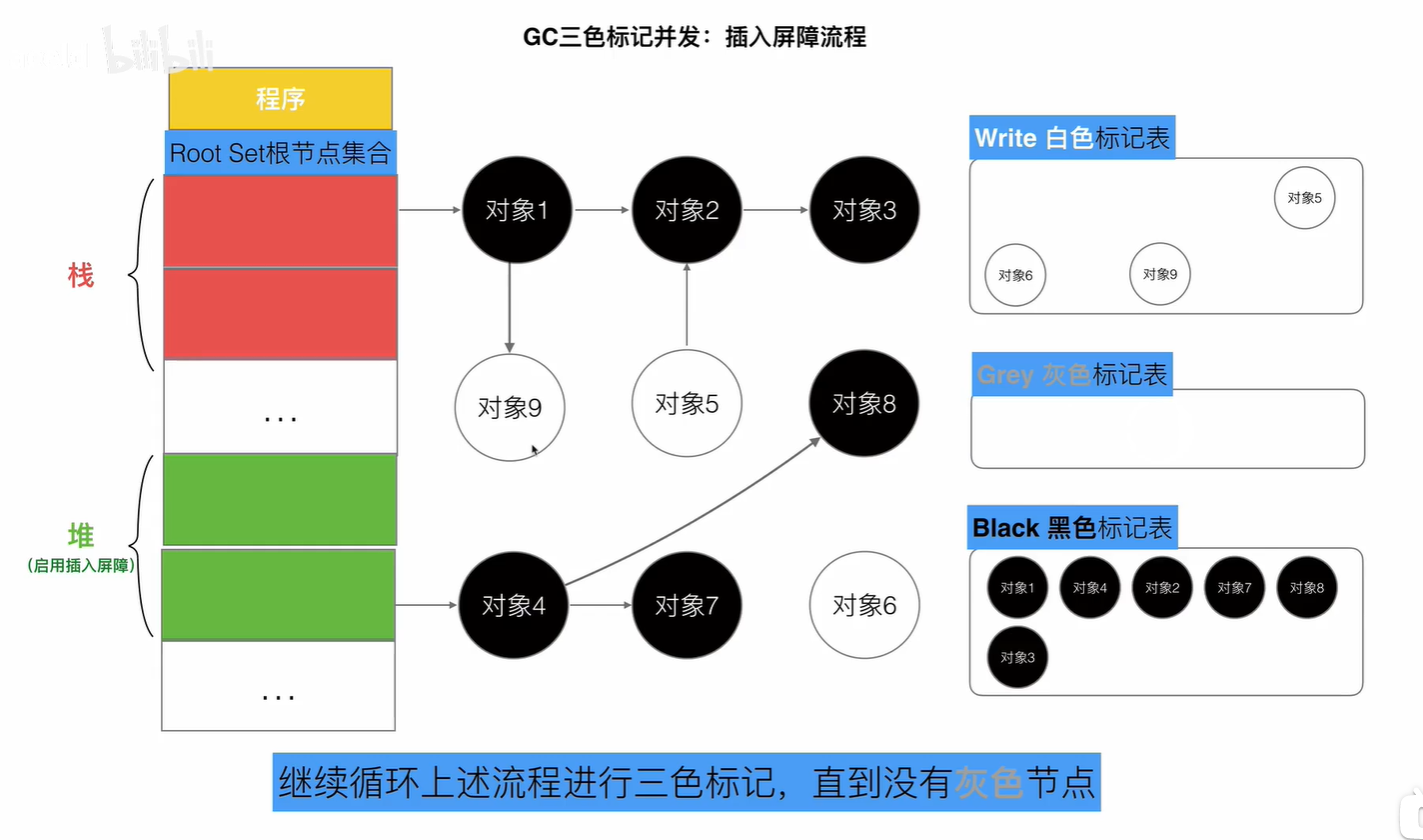 bilibili
GC三色标记并发：插入屏障流程
程序
Root Set根节点集合
栈
...
堆
(启用插入屏障)
...
对象1
对象2
对象3
对象9
对象5
对象8
对象4
对象7
对象6
Write 白色标记表
对象5
对象6
对象9
Grey 灰色标记表
Black 黑色标记表
对象1
对象4
对象2
对象7
对象8
对象3
继续循环上述流程进行三色标记，直到没有灰色节点